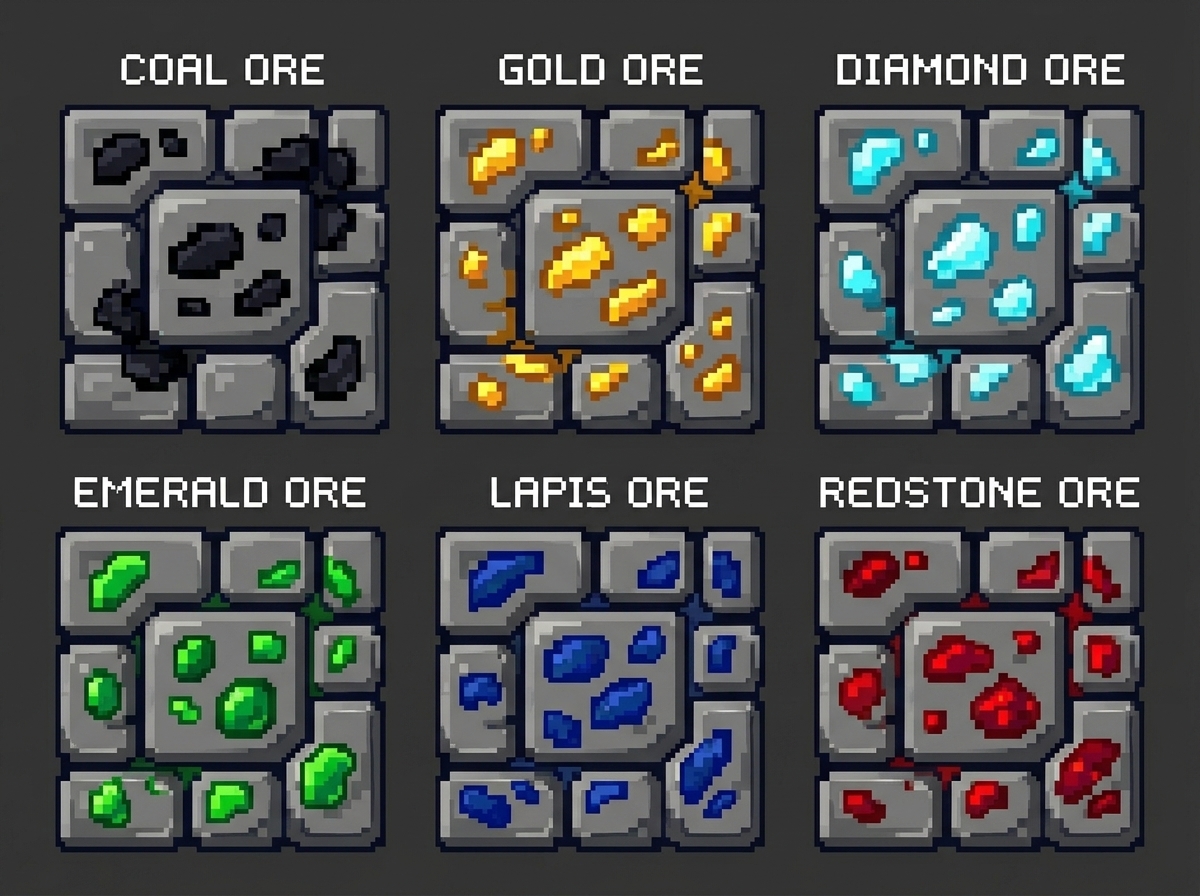 COAL ORE
GOLD ORE
DIAMOND ORE
EMERALD ORE
LAPIS ORE
REDSTONE ORE